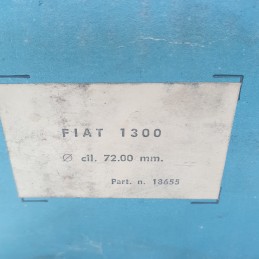 FIAT 1300
Ø cil. 72.00 mm.
Part. n. 18655